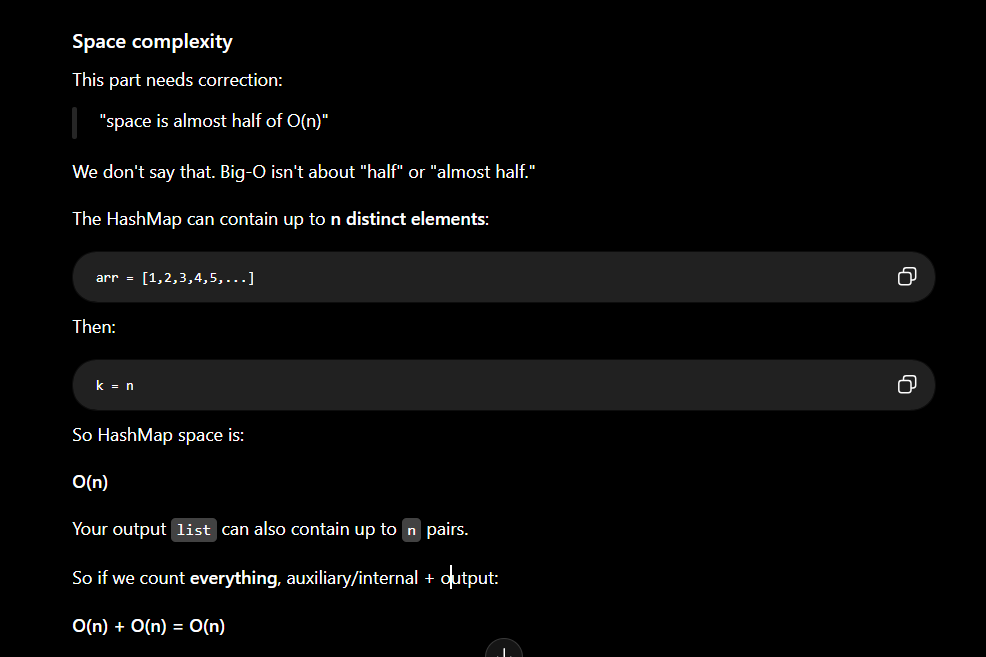 Space complexity
This part needs correction:
"space is almost half of O(n)"
We don't say that. Big-O isn't about "half" or "almost half."
The HashMap can contain up to n distinct elements:
arr = [1,2,3,4,5,...]
Then:
k = n
So HashMap space is:
O(n)
Your output list can also contain up to n pairs.
So if we count everything, auxiliary/internal + output:
O(n) + O(n) = O(n)